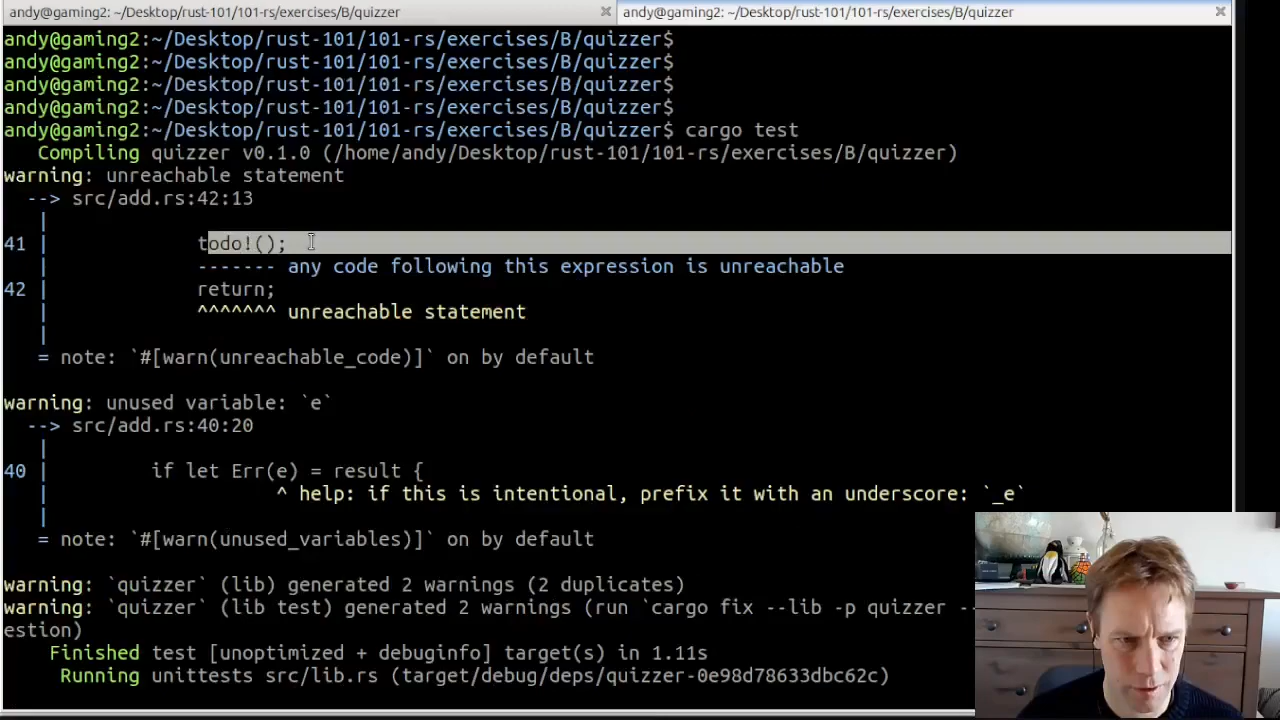 andy@gaming2: ~/Desktop/rust-101/101-rs/exercises/B/quizzer × andy@gaming2: ~/Desktop/rust-101/101-rs/exercises/B/quizzer ×
andy@gaming2:~/Desktop/rust-101/101-rs/exercises/B/quizzer$
andy@gaming2:~/Desktop/rust-101/101-rs/exercises/B/quizzer$
andy@gaming2:~/Desktop/rust-101/101-rs/exercises/B/quizzer$
andy@gaming2:~/Desktop/rust-101/101-rs/exercises/B/quizzer$
andy@gaming2:~/Desktop/rust-101/101-rs/exercises/B/quizzer$ cargo test
   Compiling quizzer v0.1.0 (/home/andy/Desktop/rust-101/101-rs/exercises/B/quizzer)
warning: unreachable statement
  --> src/add.rs:42:13
   |
41 |             todo!();
   |             ------- any code following this expression is unreachable
42 |             return;
   |             ^^^^^^^ unreachable statement
   |
   = note: `#[warn(unreachable_code)]` on by default
warning: unused variable: `e`
  --> src/add.rs:40:20
   |
40 |         if let Err(e) = result {
   |                    ^ help: if this is intentional, prefix it with an underscore: `_e`
   |
   = note: `#[warn(unused_variables)]` on by default
warning: `quizzer` (lib) generated 2 warnings (2 duplicates)
warning: `quizzer` (lib test) generated 2 warnings (run `cargo fix --lib -p quizzer --
estion)
    Finished test [unoptimized + debuginfo] target(s) in 1.11s
     Running unittests src/lib.rs (target/debug/deps/quizzer-0e98d78633dbc62c)